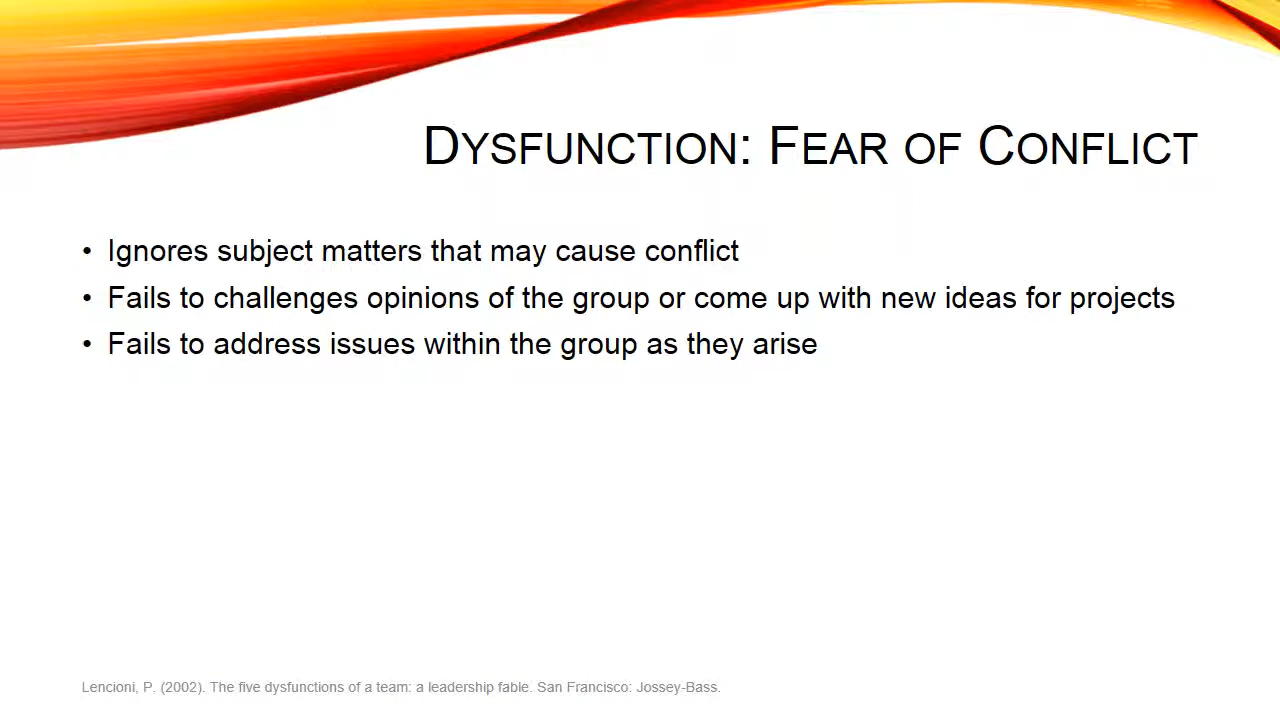 Dysfunction: Fear of Conflict
• Ignores subject matters that may cause conflict
• Fails to challenges opinions of the group or come up with new ideas for projects
• Fails to address issues within the group as they arise
Lencioni, P. (2002). The five dysfunctions of a team: a leadership fable. San Francisco: Jossey-Bass.